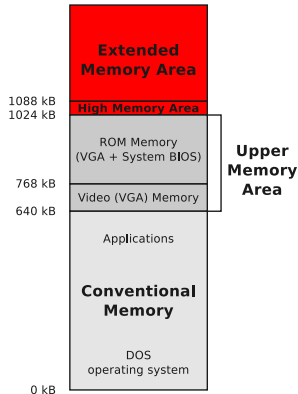 Extended
Memory Area
1088 kB
High Memory Area
1024 kB
ROM Memory
(VGA + System BIOS)
Upper
Memory
Area
768 kB
Video (VGA) Memory
640 kB
Applications
Conventional
Memory
DOS
operating system
0 kB